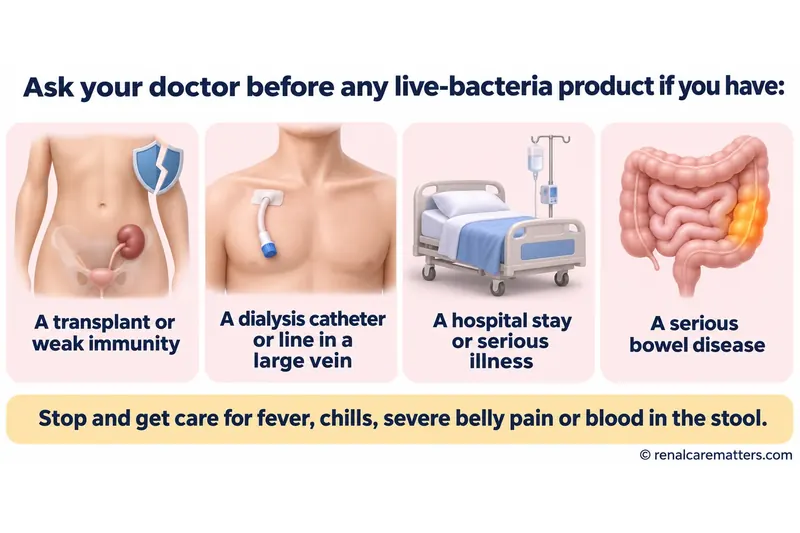 Ask your doctor before any live-bacteria product if you have:
A transplant or
weak immunity
A dialysis catheter
or line in a
large vein
A hospital stay
or serious
illness
A serious
bowel disease
Stop and get care for fever, chills, severe belly pain or blood in the stool.
© renalcarematters.com